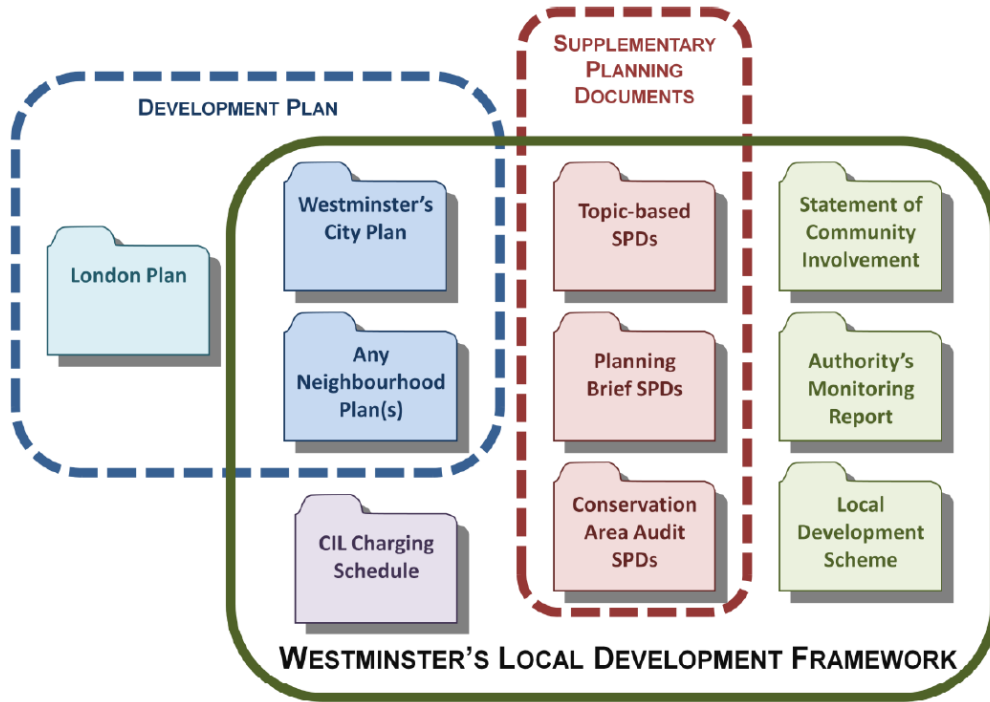 SUPPLEMENTARY
PLANNING
DOCUMENTS
DEVELOPMENT PLAN
London Plan
Westminster's
City Plan
Any
Neighbourhood
Plan(s)
CIL Charging
Schedule
Topic-based
SPDs
Planning
Brief SPDs
Conservation
Area Audit
SPDs
Statement of
Community
Involvement
Authority's
Monitoring
Report
Local
Development
Scheme
WESTMINSTER'S LOCAL DEVELOPMENT FRAMEWORK